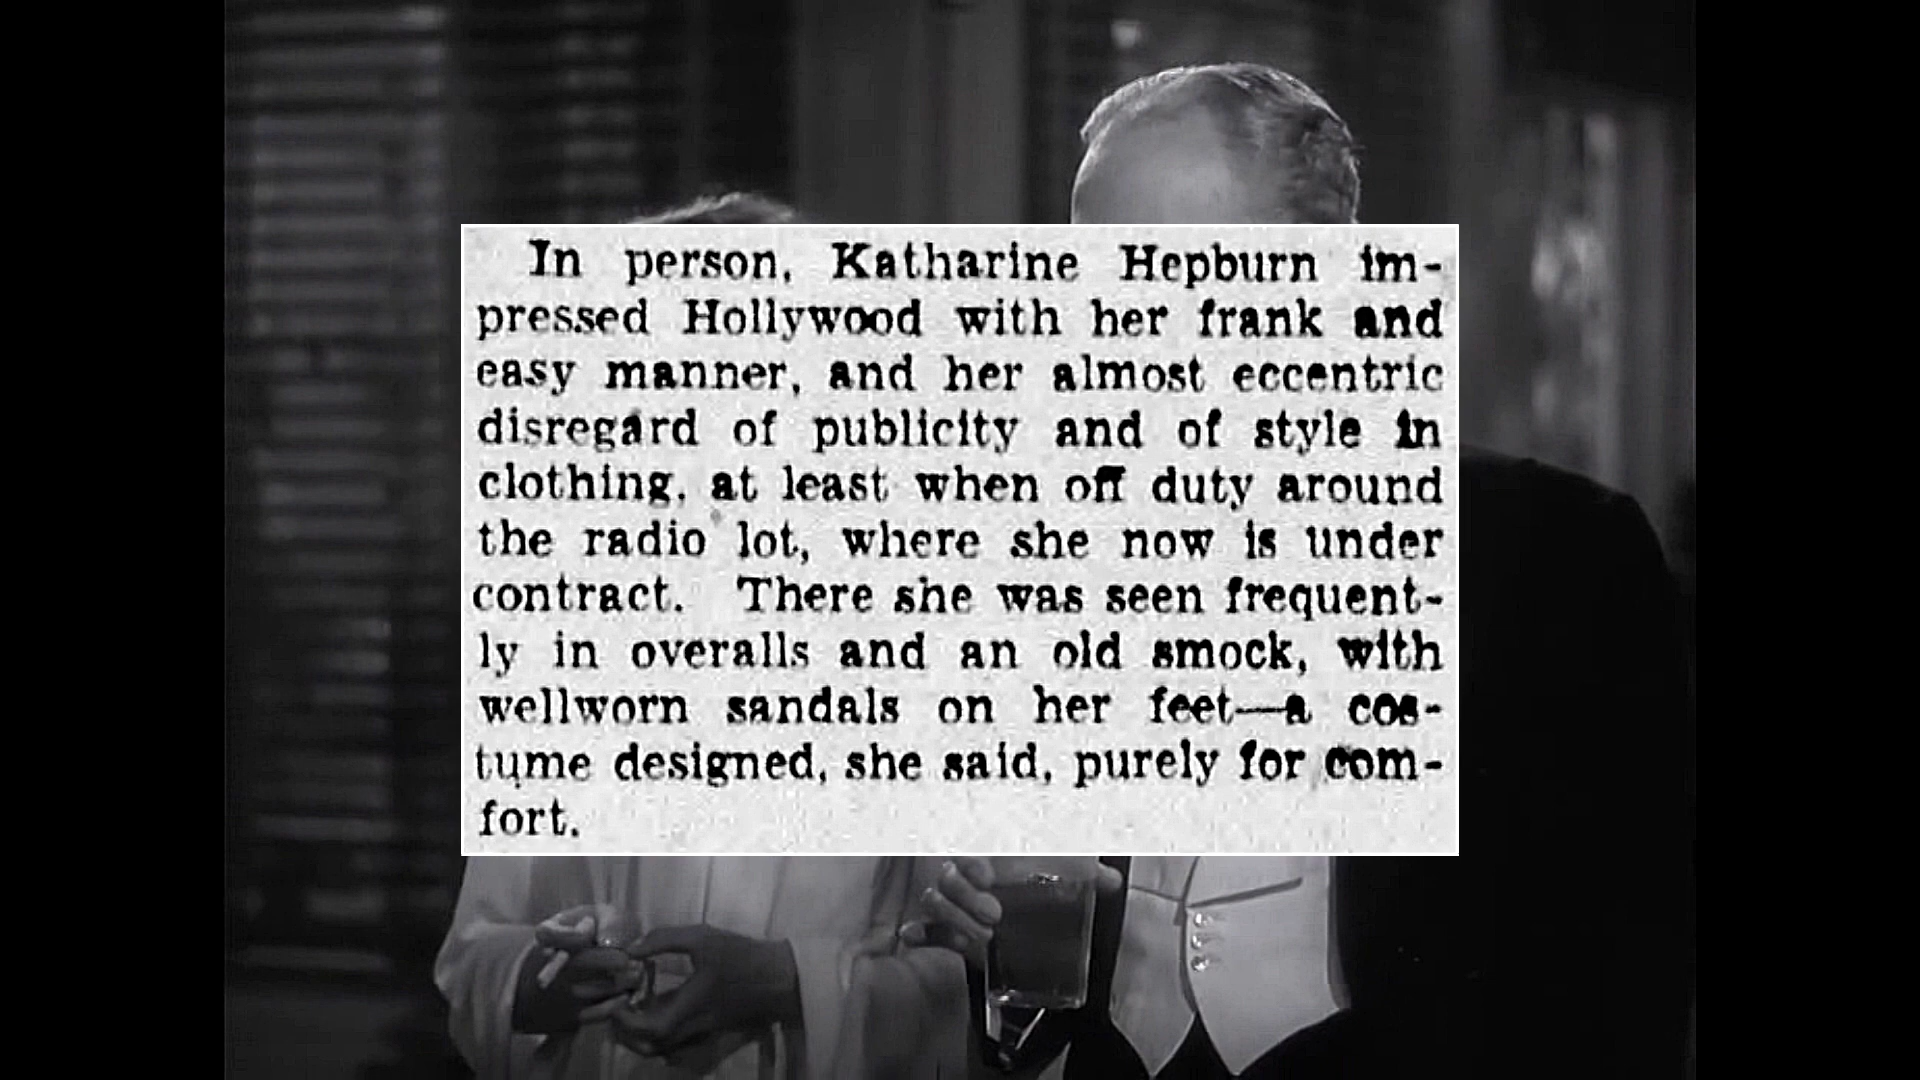 In person, Katharine Hepburn im-
pressed Hollywood with her frank and
easy manner, and her almost eccentric
disregard of publicity and of style in
clothing, at least when off duty around
the radio lot, where she now is under
contract. There she was seen frequent-
ly in overalls and an old smock, with
wellworn sandals on her feet—a cos-
tume designed, she said, purely for com-
fort.